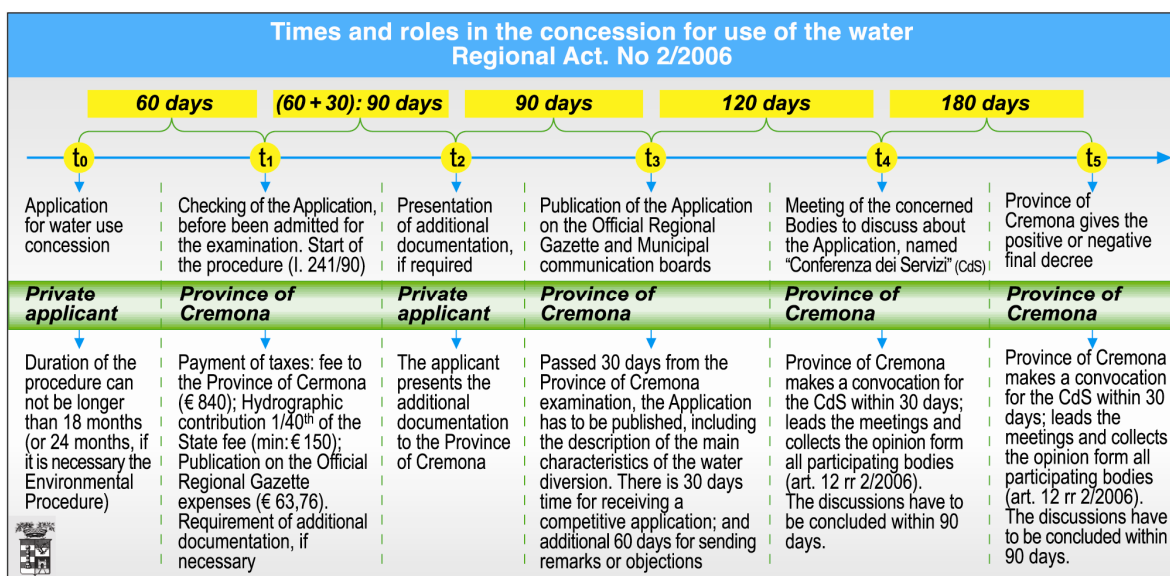 Times and roles in the concession for use of the water
Regional Act. No 2/2006
60 days
(60 + 30): 90 days
90 days
120 days
180 days
t0
t1
t2
t3
t4
t5
Application
for water use
concession
Checking of the Application,
before been admitted for
the examination. Start of
the procedure (l. 241/90)
Presentation
of additional
documentation,
if required
Publication of the Application
on the Official Regional
Gazette and Municipal
communication boards
Meeting of the concerned
Bodies to discuss about
the Application, named
“Conferenza dei Servizi” (CdS)
Province of
Cremona gives the
positive or negative
final decree
Private
applicant
Province of
Cremona
Private
applicant
Province of
Cremona
Province of
Cremona
Province of
Cremona
Duration of the
procedure can
not be longer
than 18 months
(or 24 months, if
it is necessary the
Environmental
Procedure)
Payment of taxes: fee to
the Province of Cermona
(€ 840); Hydrographic
contribution 1/40th of the
State fee (min: € 150);
Publication on the Official
Regional Gazette
expenses (€ 63,76).
Requirement of additional
documentation, if
necessary
The applicant
presents the
additional
documentation
to the Province
of Cremona
Passed 30 days from the
Province of Cremona
examination, the Application
has to be published, including
the description of the main
characteristics of the water
diversion. There is 30 days
time for receiving a
competitive application; and
additional 60 days for sending
remarks or objections
Province of Cremona
makes a convocation for
the CdS within 30 days;
leads the meetings and
collects the opinion form
all participating bodies
(art. 12 rr 2/2006).
The discussions have to
be concluded within 90
days.
Province of Cremona
makes a convocation
for the CdS within 30
days; leads the
meetings and collects
the opinion form all
participating bodies
(art. 12 rr 2/2006).
The discussions have
to be concluded within
90 days.